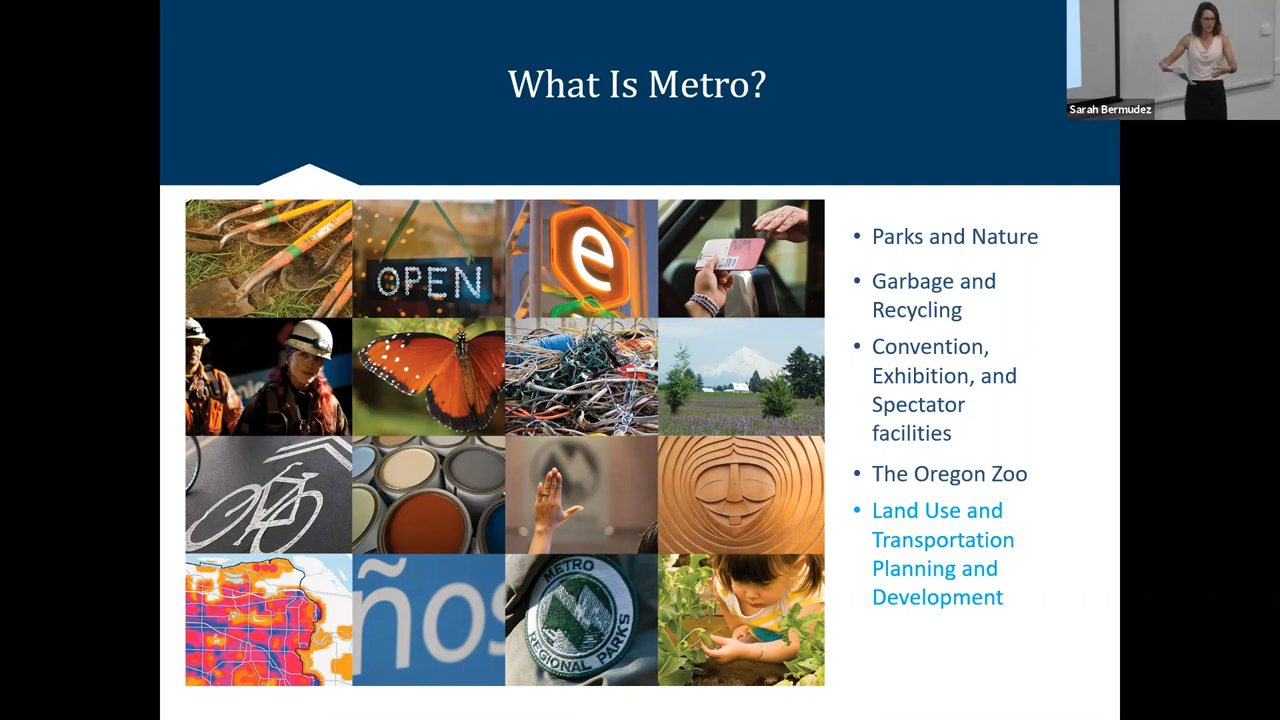 What Is Metro?
Sarah Bermudez
OPEN
e
ños
METRO
REGIONAL PARKS
• Parks and Nature
• Garbage and
Recycling
• Convention,
Exhibition, and
Spectator
facilities
• The Oregon Zoo
• Land Use and
Transportation
Planning and
Development